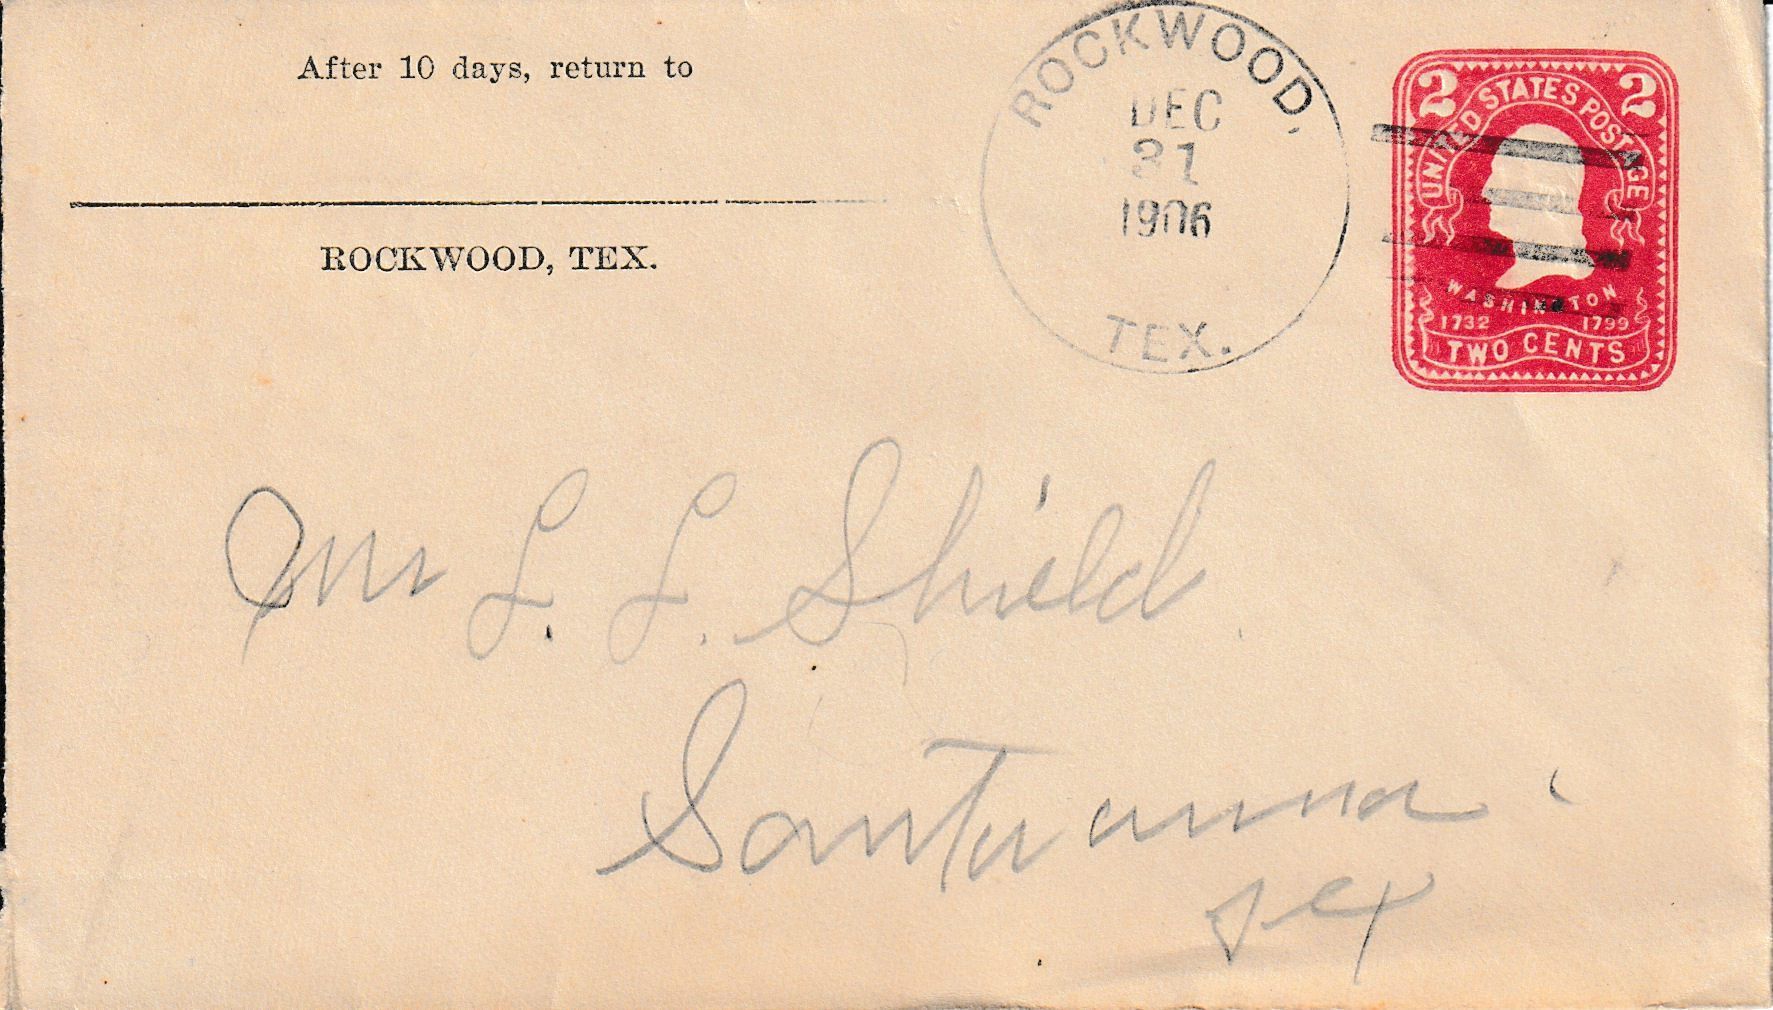 After 10 days, return to
ROCKWOOD, TEX.
ROCKWOOD,
DEC
31
1906
TEX.
2 2
UNITED STATES POSTAGE
WASHINGTON
1732 1799
TWO CENTS
Mr L. L. Shield
Santa anna
Tex